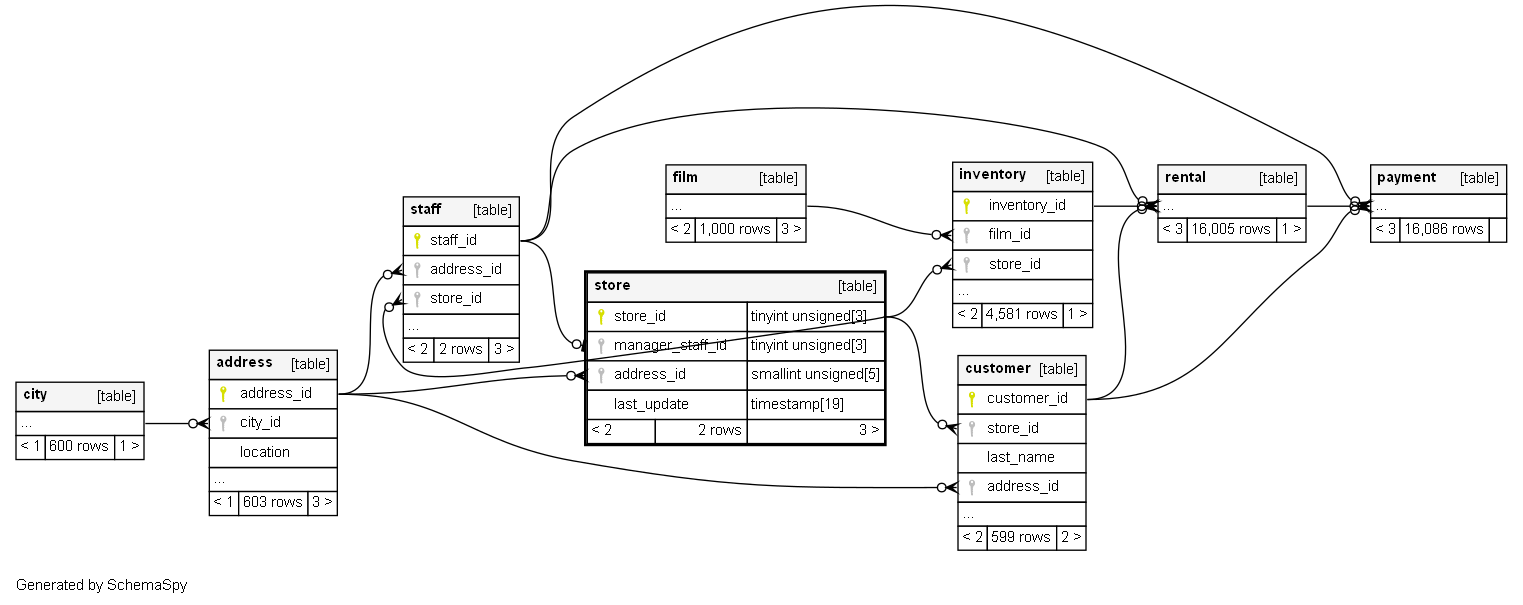 city [table]
...
< 1 600 rows 1 >
address [table]
address_id
city_id
location
...
< 1 603 rows 3 >
staff [table]
staff_id
address_id
store_id
...
< 2 2 rows 3 >
film [table]
...
< 2 1,000 rows 3 >
store [table]
store_id tinyint unsigned[3]
manager_staff_id tinyint unsigned[3]
address_id smallint unsigned[5]
last_update timestamp[19]
< 2 2 rows 3 >
inventory [table]
inventory_id
film_id
store_id
...
< 2 4,581 rows 1 >
customer [table]
customer_id
store_id
last_name
address_id
...
< 2 599 rows 2 >
rental [table]
...
< 3 16,005 rows 1 >
payment [table]
...
< 3 16,086 rows
Generated by SchemaSpy